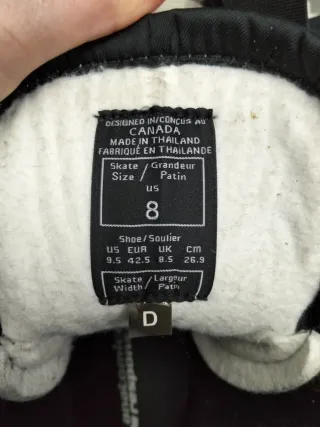 DESIGNED IN/CONÇUS AU
CANADA
MADE IN THAILAND
FABRIQUÉ EN THAÏLANDE
Skate / Grandeur
Size / Patin
US
8
Shoe/Soulier
US EUR UK CM
9.5 42.5 8.5 26.9
Skate / Largeur
Width / Patin
D